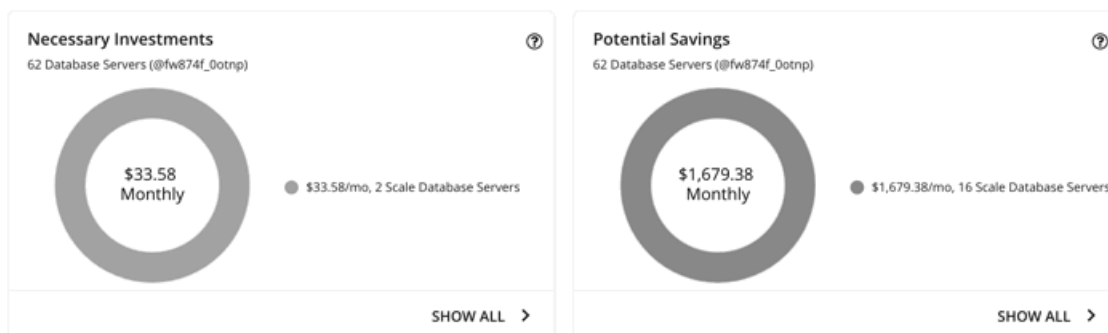 Necessary Investments
62 Database Servers (@fw874f_0otnp)
$33.58
Monthly
$33.58/mo, 2 Scale Database Servers
SHOW ALL
Potential Savings
62 Database Servers (@fw874f_0otnp)
$1,679.38
Monthly
$1,679.38/mo, 16 Scale Database Servers
SHOW ALL